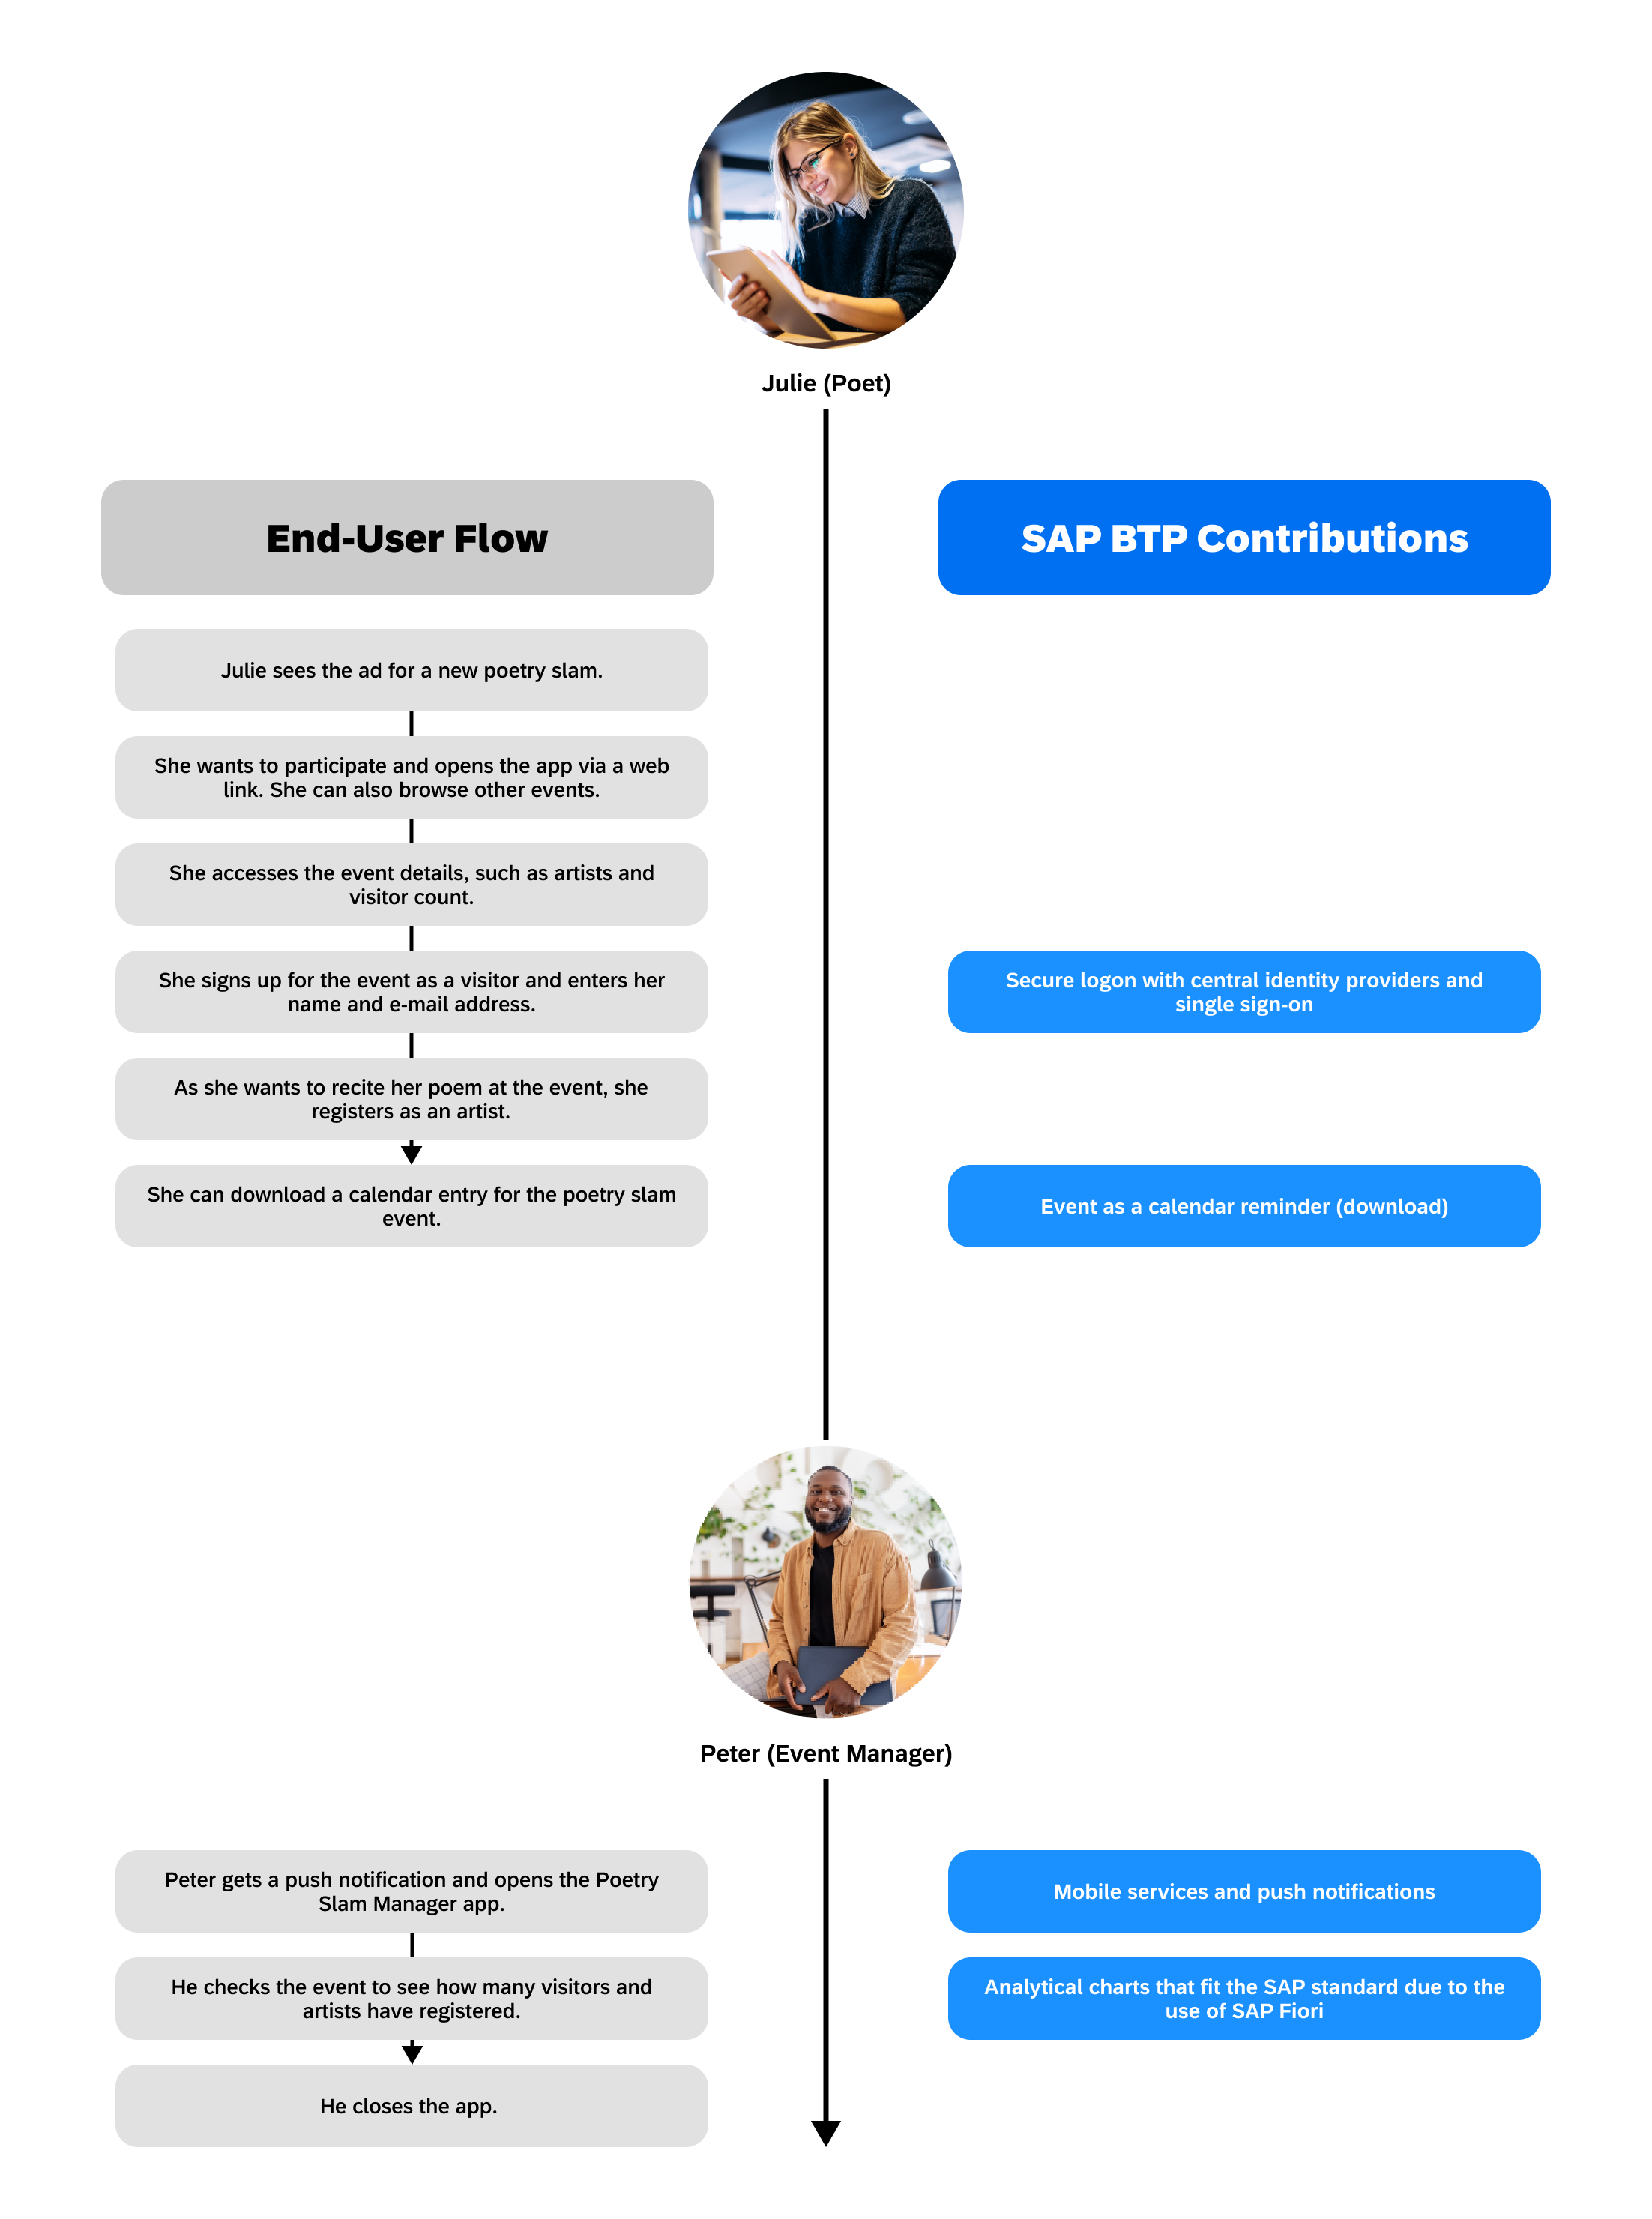 Julie (Poet)
End-User Flow
SAP BTP Contributions
Julie sees the ad for a new poetry slam.
She wants to participate and opens the app via a web
link. She can also browse other events.
She accesses the event details, such as artists and
visitor count.
She signs up for the event as a visitor and enters her
name and e-mail address.
Secure logon with central identity providers and
single sign-on
As she wants to recite her poem at the event, she
registers as an artist.
She can download a calendar entry for the poetry slam
event.
Event as a calendar reminder (download)
Peter (Event Manager)
Peter gets a push notification and opens the Poetry
Slam Manager app.
Mobile services and push notifications
He checks the event to see how many visitors and
artists have registered.
Analytical charts that fit the SAP standard due to the
use of SAP Fiori
He closes the app.